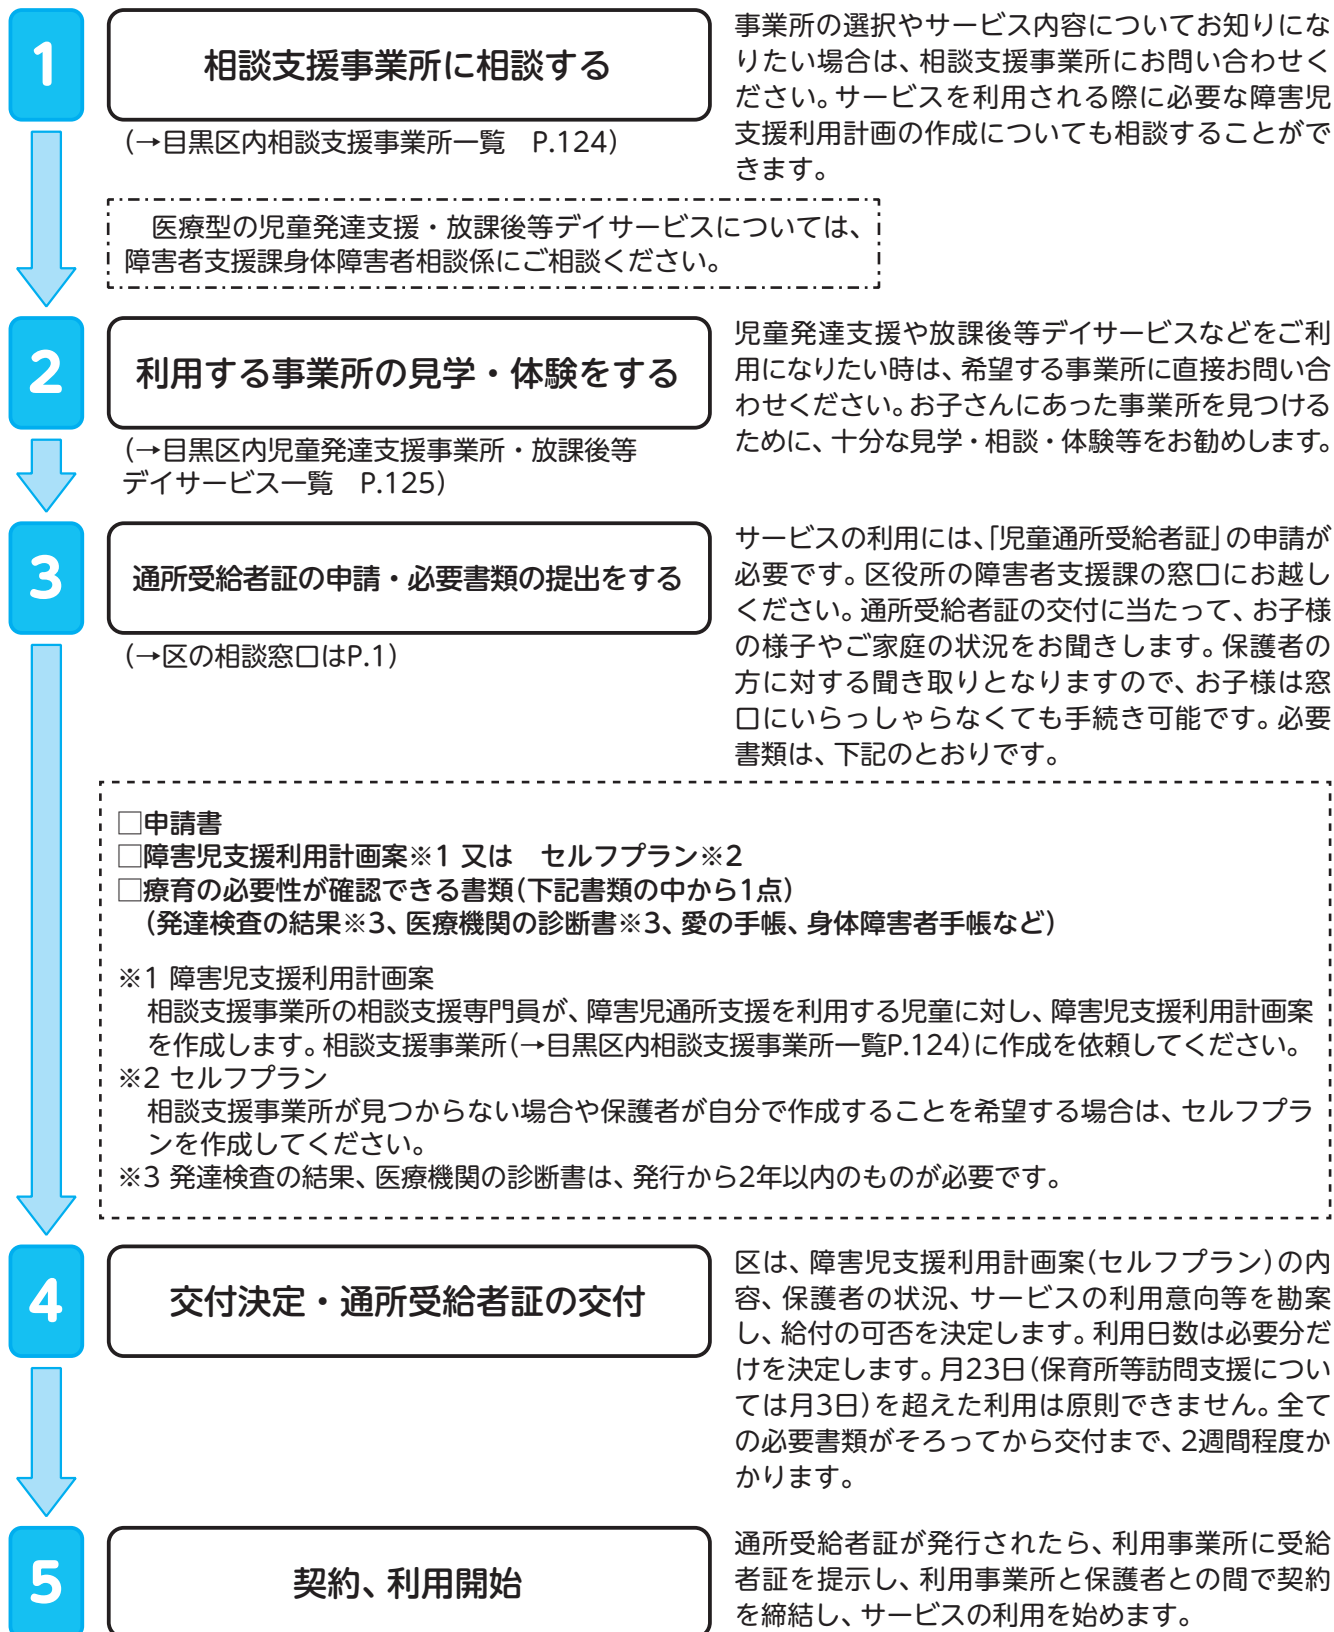 1
相談支援事業所に相談する
(→目黒区内相談支援事業所一覧　P.124)
事業所の選択やサービス内容についてお知りにな
りたい場合は、相談支援事業所にお問い合わせく
ださい。サービスを利用される際に必要な障害児
支援利用計画の作成についても相談することがで
きます。
医療型の児童発達支援・放課後等デイサービスについては、
障害者支援課身体障害者相談係にご相談ください。
2
利用する事業所の見学・体験をする
(→目黒区内児童発達支援事業所・放課後等
デイサービス一覧　P.125)
児童発達支援や放課後等デイサービスなどをご利
用になりたい時は、希望する事業所に直接お問い合
わせください。お子さんにあった事業所を見つける
ために、十分な見学・相談・体験等をお勧めします。
3
通所受給者証の申請・必要書類の提出をする
(→区の相談窓口はP.1)
サービスの利用には、「児童通所受給者証」の申請が
必要です。区役所の障害者支援課の窓口にお越し
ください。通所受給者証の交付に当たって、お子様
の様子やご家庭の状況をお聞きします。保護者の
方に対する聞き取りとなりますので、お子様は窓
口にいらっしゃらなくても手続き可能です。必要
書類は、下記のとおりです。
□申請書
□障害児支援利用計画案※1 又は　セルフプラン※2
□療育の必要性が確認できる書類(下記書類の中から1点)
(発達検査の結果※3、医療機関の診断書※3、愛の手帳、身体障害者手帳など)
※1 障害児支援利用計画案
相談支援事業所の相談支援専門員が、障害児通所支援を利用する児童に対し、障害児支援利用計画案
を作成します。相談支援事業所(→目黒区内相談支援事業所一覧P.124)に作成を依頼してください。
※2 セルフプラン
相談支援事業所が見つからない場合や保護者が自分で作成することを希望する場合は、セルフプラ
ンを作成してください。
※3 発達検査の結果、医療機関の診断書は、発行から2年以内のものが必要です。
4
交付決定・通所受給者証の交付
区は、障害児支援利用計画案(セルフプラン)の内
容、保護者の状況、サービスの利用意向等を勘案
し、給付の可否を決定します。利用日数は必要分だ
けを決定します。月23日(保育所等訪問支援につい
ては月3日)を超えた利用は原則できません。全て
の必要書類がそろってから交付まで、2週間程度か
かります。
5
契約、利用開始
通所受給者証が発行されたら、利用事業所に受給
者証を提示し、利用事業所と保護者との間で契約
を締結し、サービスの利用を始めます。